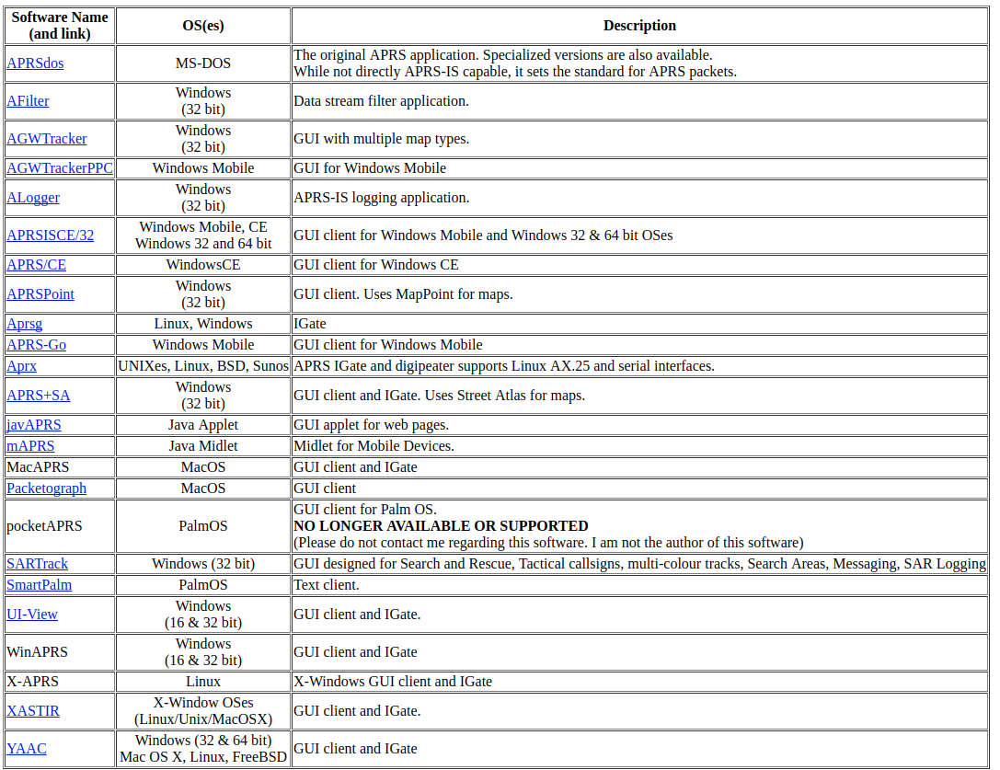 Software Name
(and link)
OS(es)
Description
APRSdos
MS-DOS
The original APRS application. Specialized versions are also available.
While not directly APRS-IS capable, it sets the standard for APRS packets.
AFilter
Windows
(32 bit)
Data stream filter application.
AGWTracker
Windows
(32 bit)
GUI with multiple map types.
AGWTrackerPPC
Windows Mobile
GUI for Windows Mobile
ALogger
Windows
(32 bit)
APRS-IS logging application.
APRSISCE/32
Windows Mobile, CE
Windows 32 and 64 bit
GUI client for Windows Mobile and Windows 32 & 64 bit OSes
APRS/CE
WindowsCE
GUI client for Windows CE
APRSPoint
Windows
(32 bit)
GUI client. Uses MapPoint for maps.
Aprsg
Linux, Windows
IGate
APRS-Go
Windows Mobile
GUI client for Windows Mobile
Aprx
UNIXes, Linux, BSD, Sunos
APRS IGate and digipeater supports Linux AX.25 and serial interfaces.
APRS+SA
Windows
(32 bit)
GUI client and IGate. Uses Street Atlas for maps.
javAPRS
Java Applet
GUI applet for web pages.
mAPRS
Java Midlet
Midlet for Mobile Devices.
MacAPRS
MacOS
GUI client and IGate
Packetograph
MacOS
GUI client
pocketAPRS
PalmOS
GUI client for Palm OS.
NO LONGER AVAILABLE OR SUPPORTED
(Please do not contact me regarding this software. I am not the author of this software)
SARTrack
Windows (32 bit)
GUI designed for Search and Rescue, Tactical callsigns, multi-colour tracks, Search Areas, Messaging, SAR Logging
SmartPalm
PalmOS
Text client.
UI-View
Windows
(16 & 32 bit)
GUI client and IGate.
WinAPRS
Windows
(16 & 32 bit)
GUI client and IGate
X-APRS
Linux
X-Windows GUI client and IGate
XASTIR
X-Window OSes
(Linux/Unix/MacOSX)
GUI client and IGate.
YAAC
Windows (32 & 64 bit)
Mac OS X, Linux, FreeBSD
GUI client and IGate